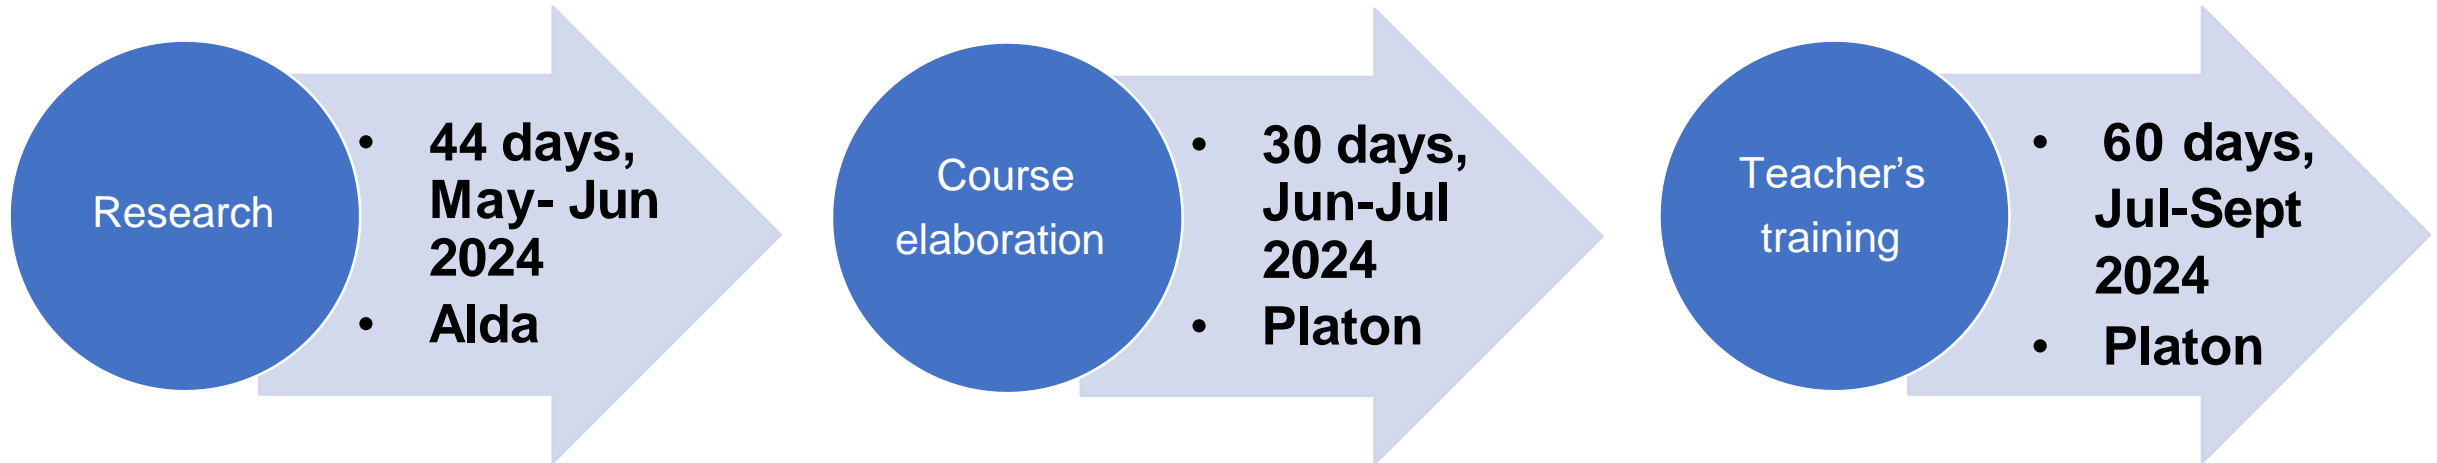 Research
• 44 days,
May- Jun
2024
• Alda
Course
elaboration
• 30 days,
Jun-Jul
2024
• Platon
Teacher’s
training
• 60 days,
Jul-Sept
2024
• Platon